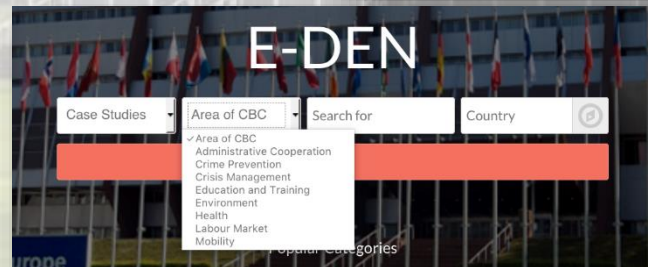 E-DEN
Case Studies
Area of CBC
Search for
Country
✓Area of CBC
Administrative Cooperation
Crime Prevention
Crisis Management
Education and Training
Environment
Health
Labour Market
Mobility
Popular Categories
urope